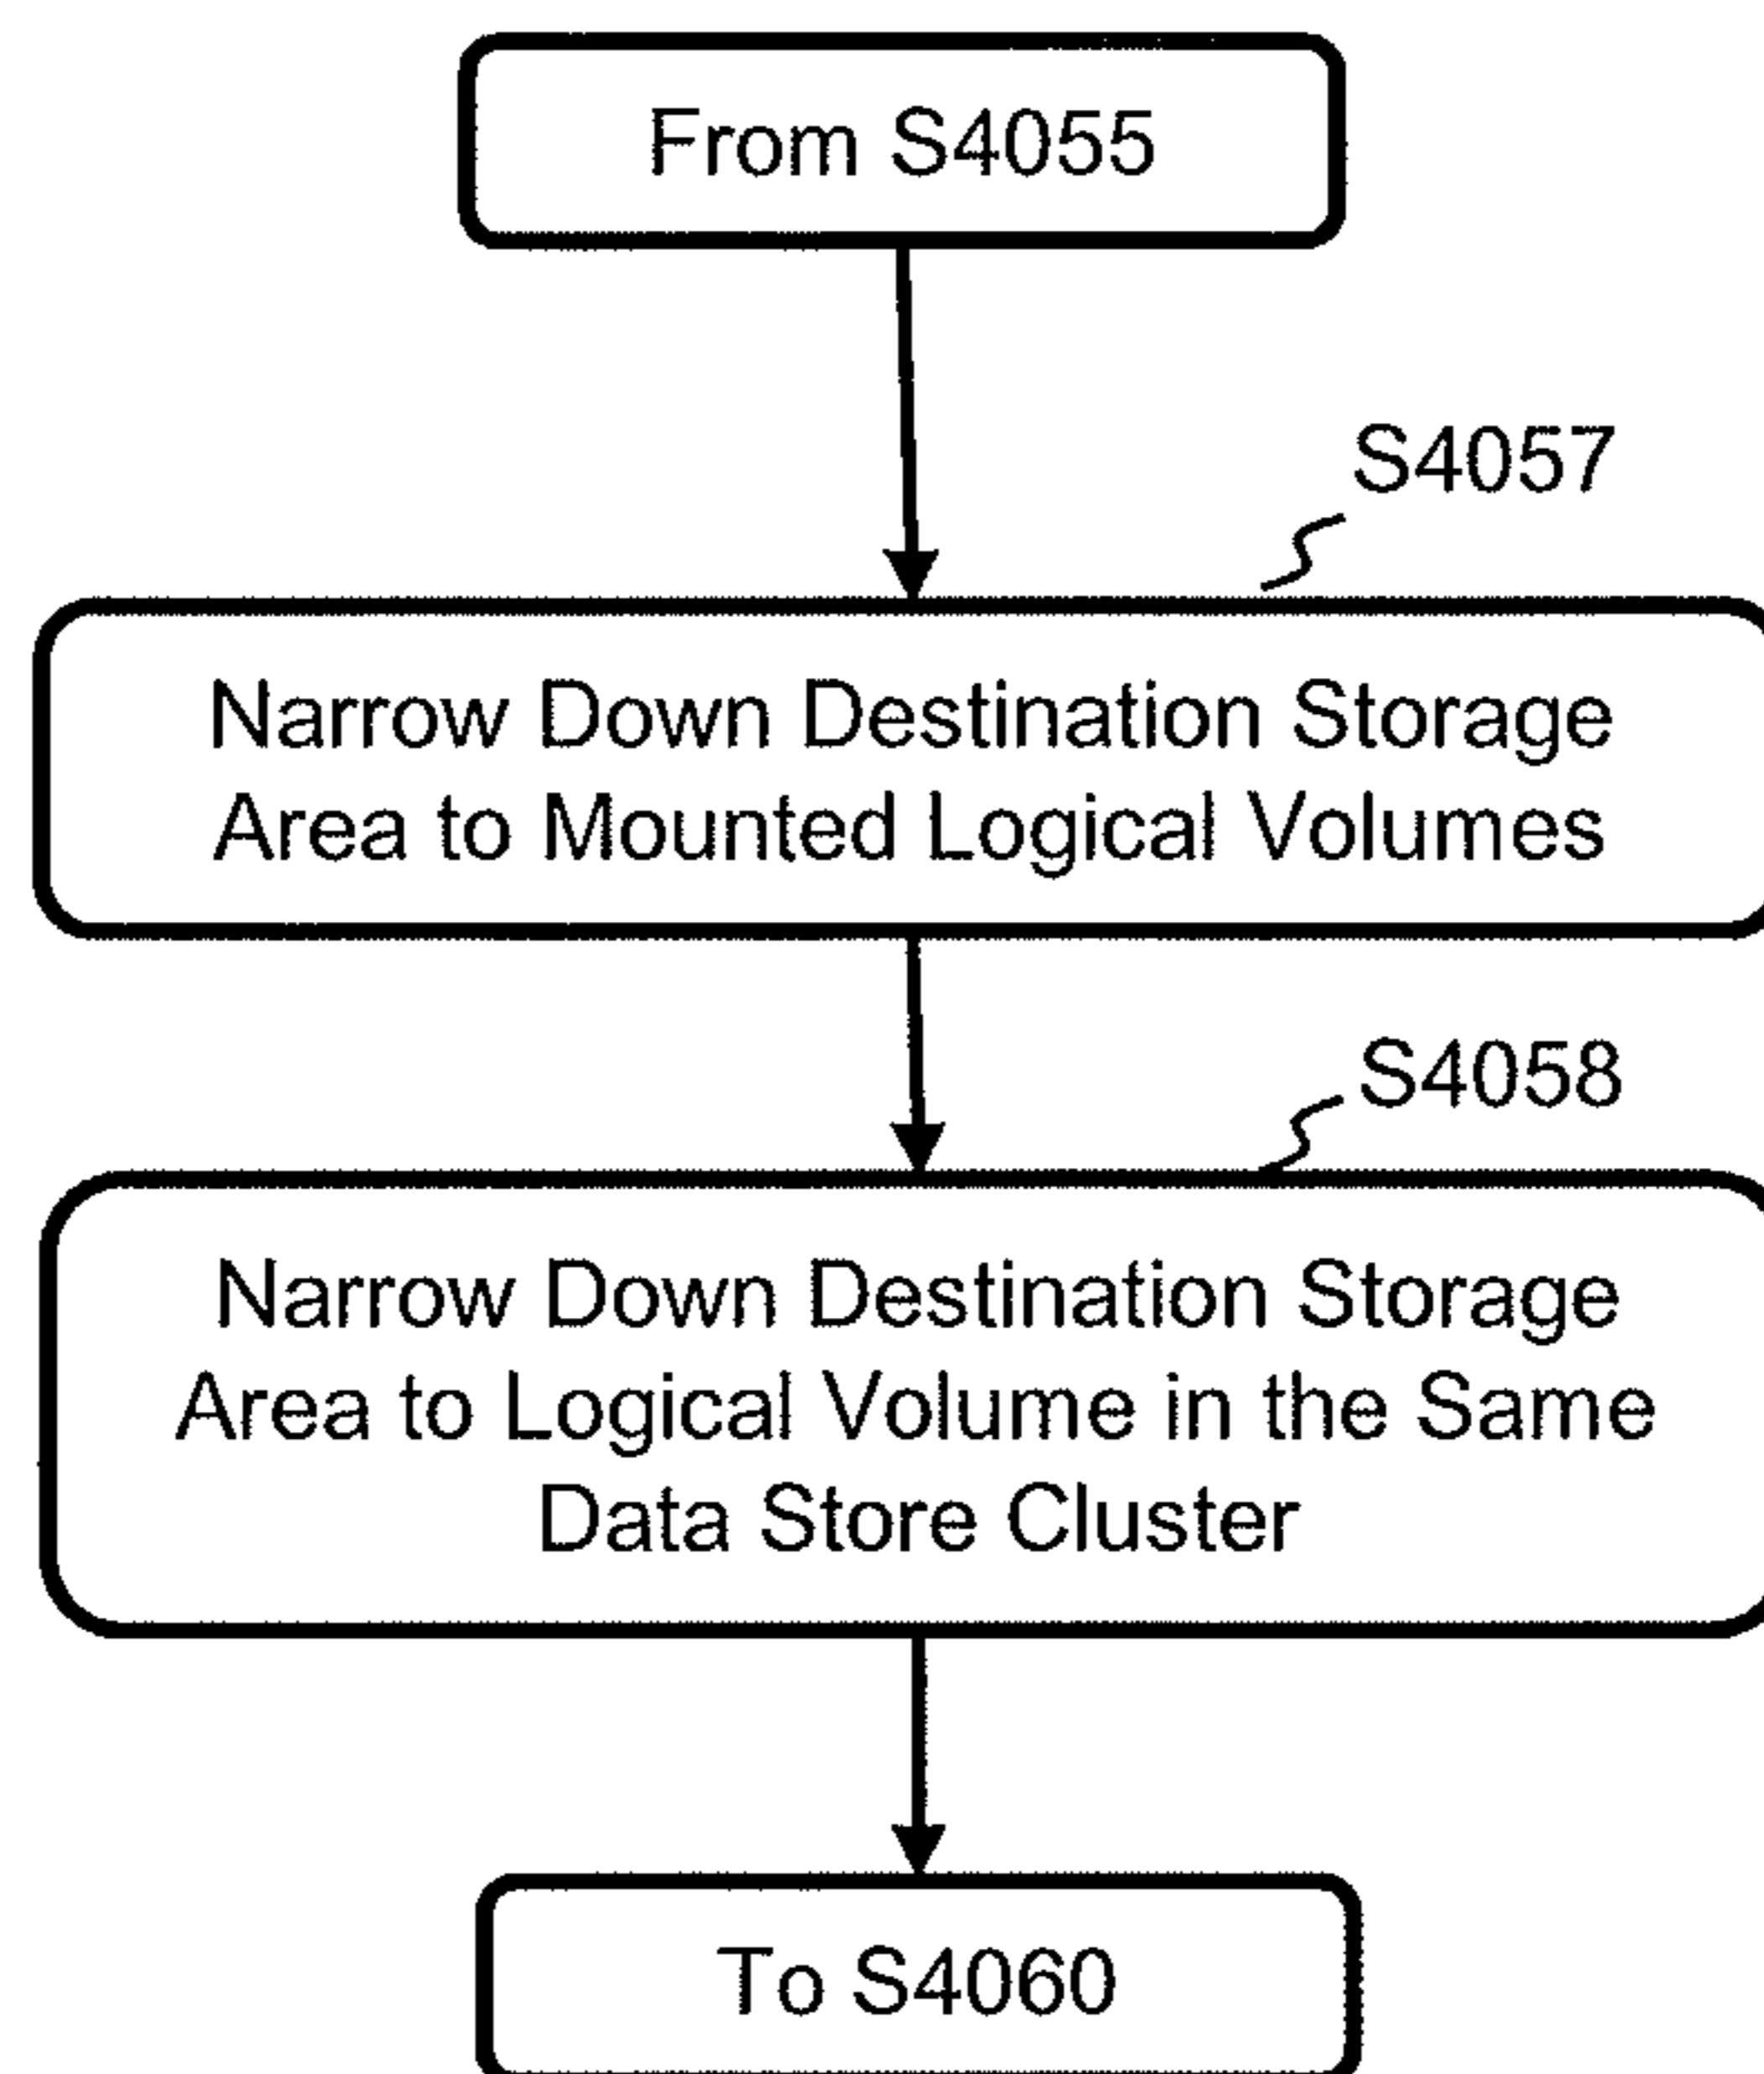 From S4055
S4057
Narrow Down Destination Storage
Area to Mounted Logical Volumes
S4058
Narrow Down Destination Storage
Area to Logical Volume in the Same
Data Store Cluster
To S4060